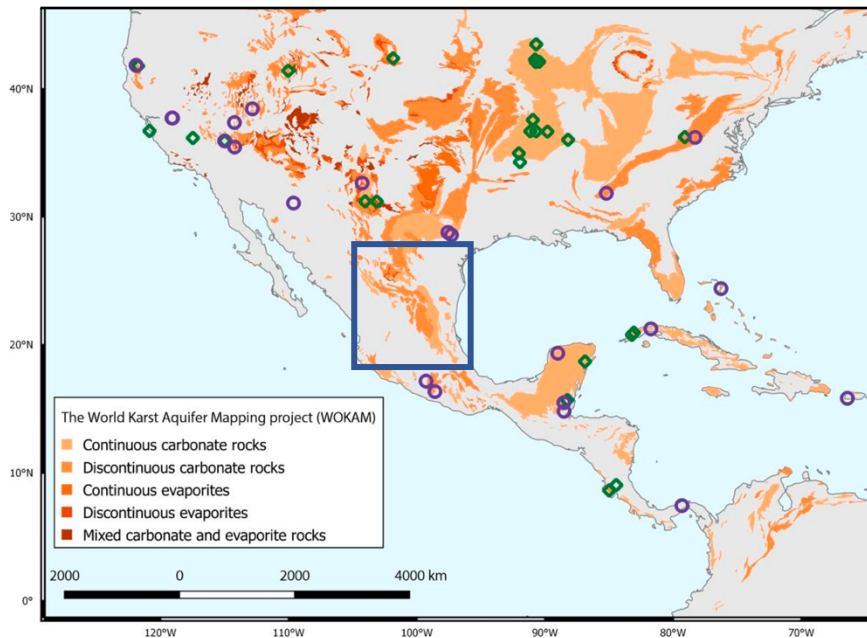 40°N
30°N
20°N
10°N
0°
The World Karst Aquifer Mapping project (WOKAM)
Continuous carbonate rocks
Discontinuous carbonate rocks
Continuous evaporites
Discontinuous evaporites
Mixed carbonate and evaporite rocks
2000 0 2000 4000 km
120°W 110°W 100°W 90°W 80°W 70°W